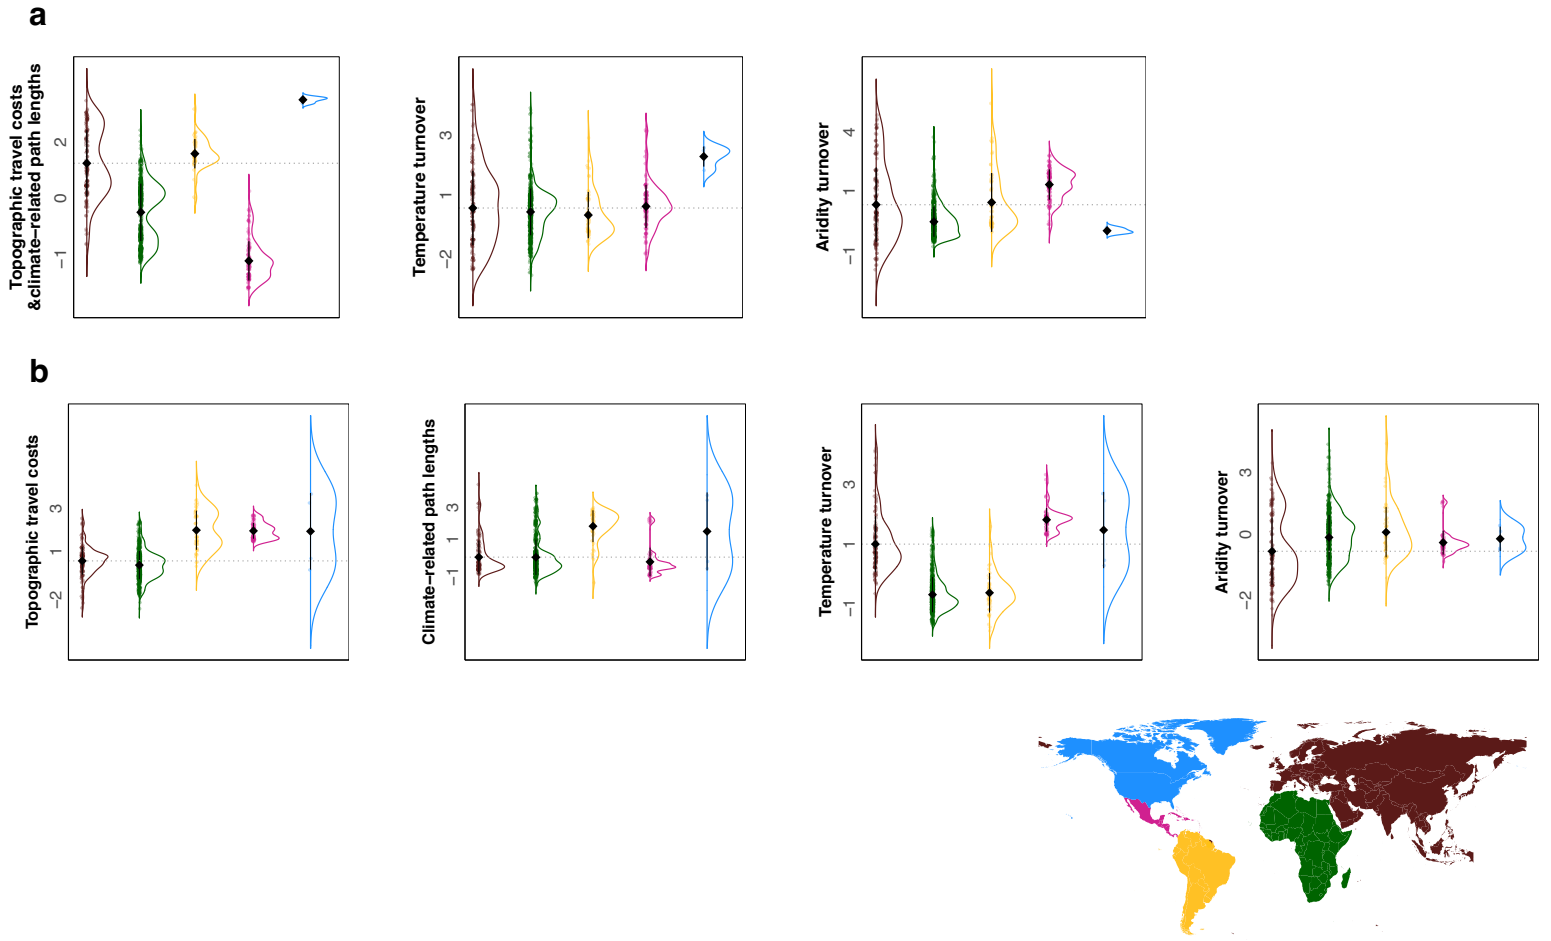 a
Topographic travel costs
&climate−related path lengths
2
0
−1
Temperature turnover
3
1
−2
Aridity turnover
4
1
−1
b
Topographic travel costs
3
1
−2
Climate−related path lengths
3
1
−1
Temperature turnover
3
1
−1
Aridity turnover
3
0
−2